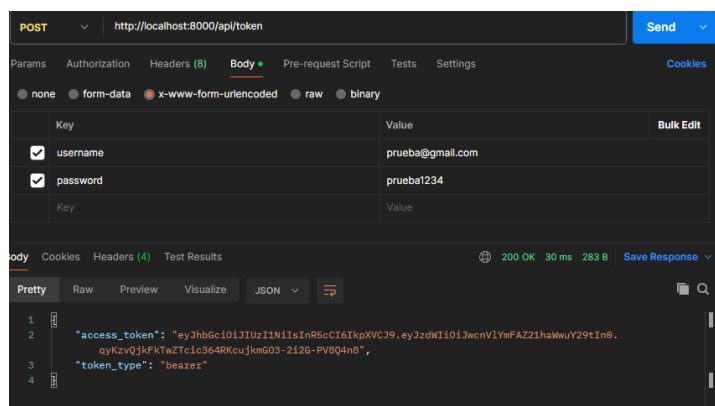 POST http://localhost:8000/api/token Send
Params Authorization Headers (8) Body Pre-request Script Tests Settings Cookies
none form-data x-www-form-urlencoded raw binary
Key Value Bulk Edit
username prueba@gmail.com
password prueba1234
Key Value
Body Cookies Headers (4) Test Results 200 OK 30 ms 283 B Save Response
Pretty Raw Preview Visualize JSON
1 {
2 "access_token": "eyJhbGciOiJIUzI1NiIsInR5cCI6IkpXVCJ9.eyJzdWIiOiJwcnVlYmFAZ21haWwuY29tIn0.
qyKzvQjkFkTwZTcic364RKcujkmGO3-2i2G-PV8Q4n8",
3 "token_type": "bearer"
4 }